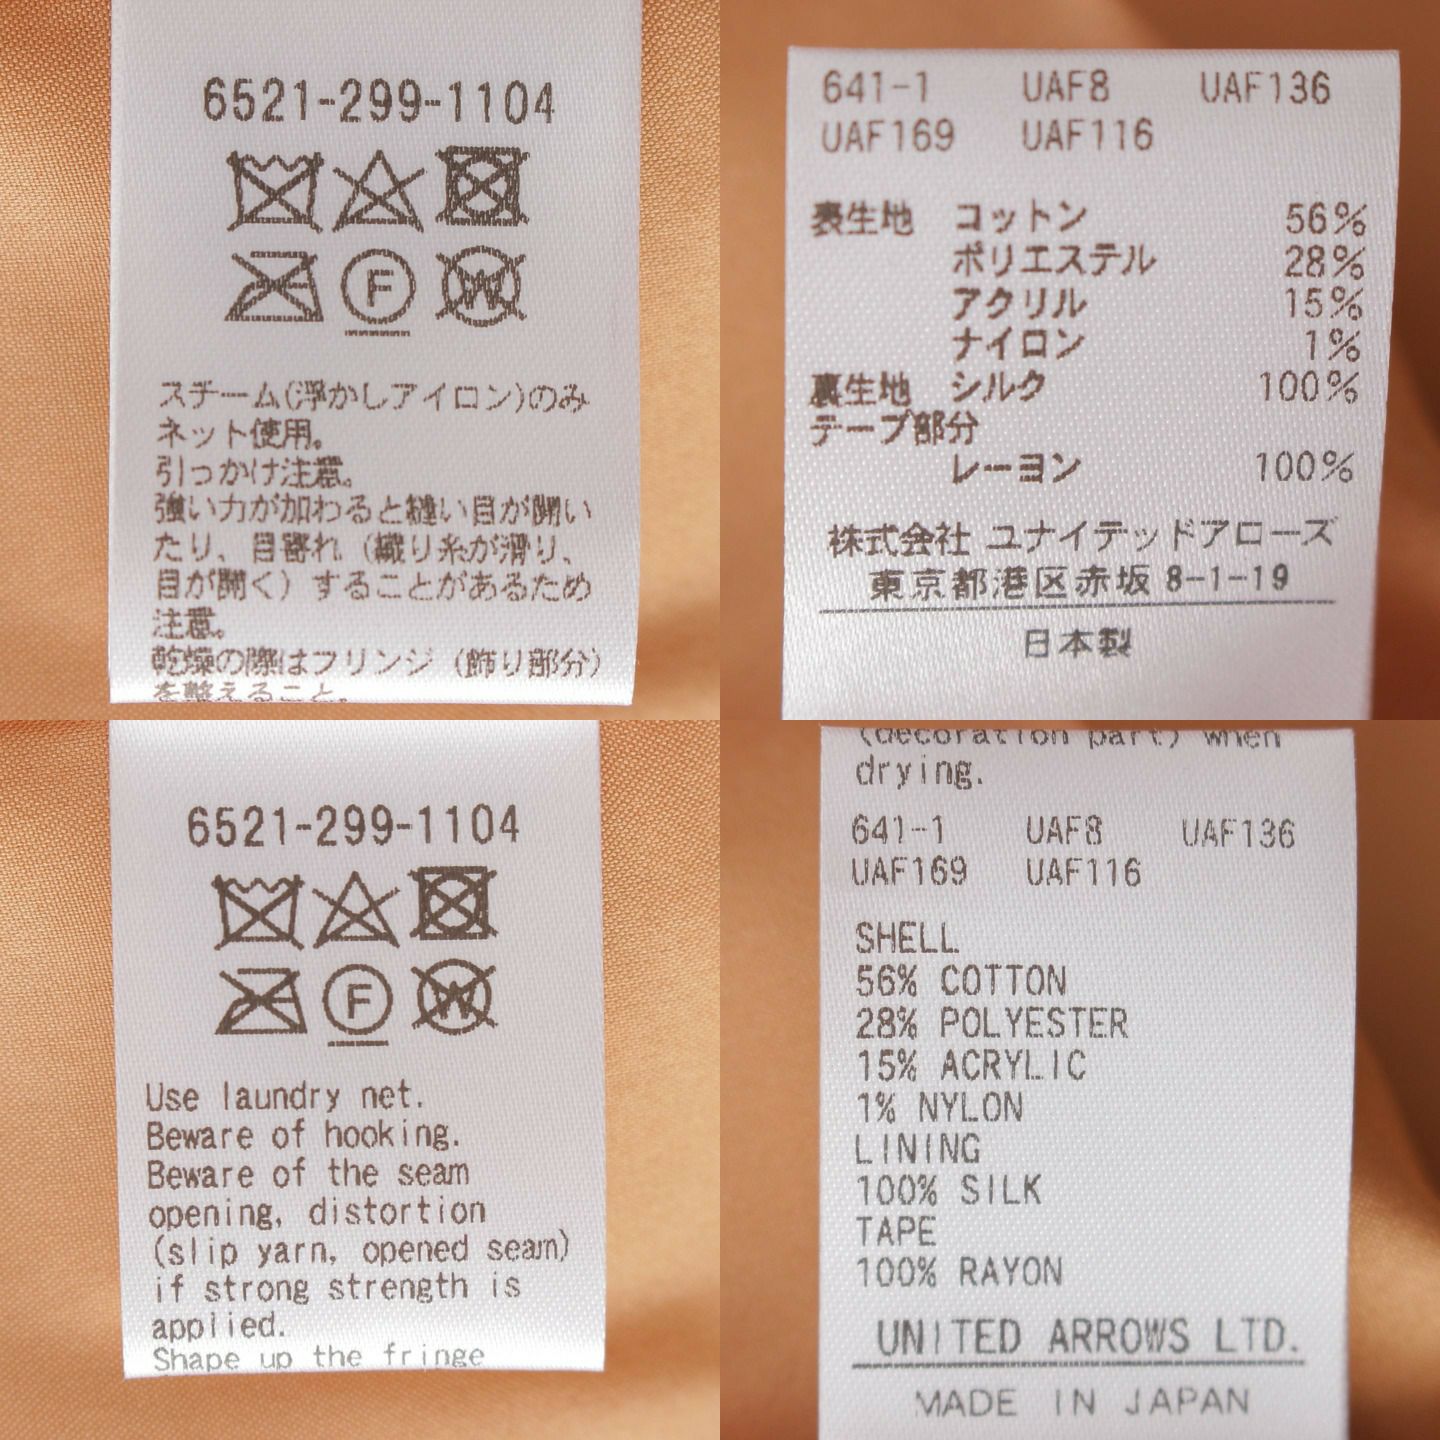 6521-299-1104
F
W
スチーム(浮かしアイロン)のみ
ネット使用。
引っかけ注意。
強い力が加わると縫い目が開い
たり、目寄れ（織り糸が滑り、
目が開く）することがあるため
注意。
乾燥の際はフリンジ（飾り部分）
を整えること。
641-1 UAF8 UAF136
UAF169 UAF116
表生地 コットン 56%
ポリエステル 28%
アクリル 15%
ナイロン 1%
裏生地 シルク 100%
テープ部分
レーヨン 100%
株式会社 ユナイテッドアローズ
東京都港区赤坂 8-1-19
日本製
6521-299-1104
F
W
Use laundry net.
Beware of hooking.
Beware of the seam
opening, distortion
(slip yarn, opened seam)
if strong strength is
applied.
Shape up the fringe
(decoration part) when
drying.
641-1 UAF8 UAF136
UAF169 UAF116
SHELL
56% COTTON
28% POLYESTER
15% ACRYLIC
1% NYLON
LINING
100% SILK
TAPE
100% RAYON
UNITED ARROWS LTD.
MADE IN JAPAN